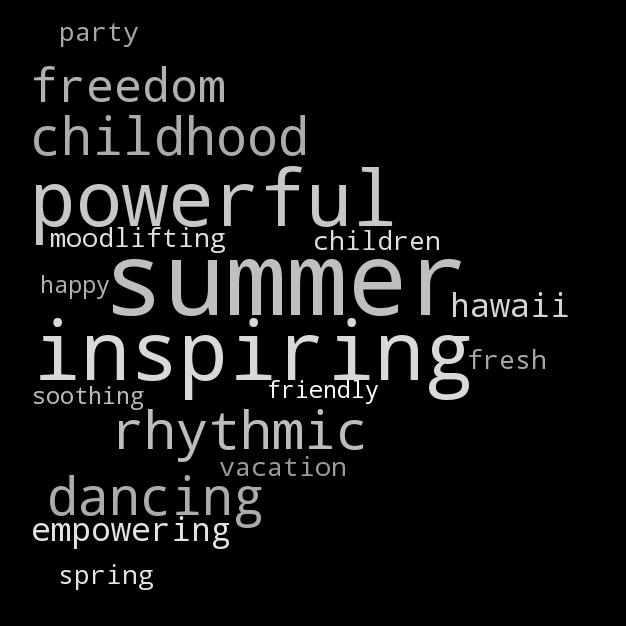 party
freedom
childhood
powerful
moodlifting
children
summer
happy
hawaii
inspiring
fresh
friendly
soothing
rhythmic
vacation
dancing
empowering
spring